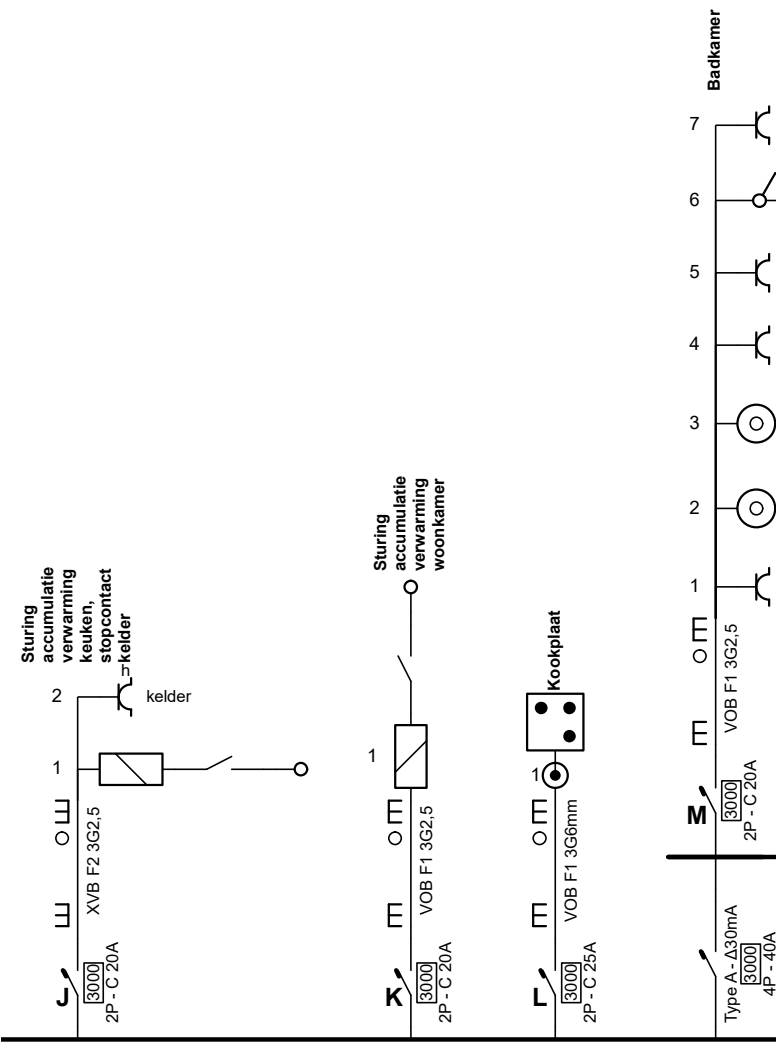 Sturing
accumulatie
verwarming
keuken,
stopcontact
kelder
h
2
kelder
1
XVB F2 3G2,5
J
3000
2P - C 20A
Sturing
accumulatie
verwarming
woonkamer
1
VOB F1 3G2,5
K
3000
2P - C 20A
Kookplaat
1
VOB F1 3G6mm
L
3000
2P - C 25A
Badkamer
7
6
5
4
3
2
1
VOB F1 3G2,5
M
3000
2P - C 20A
Type A - Δ30mA
3000
4P - 40A